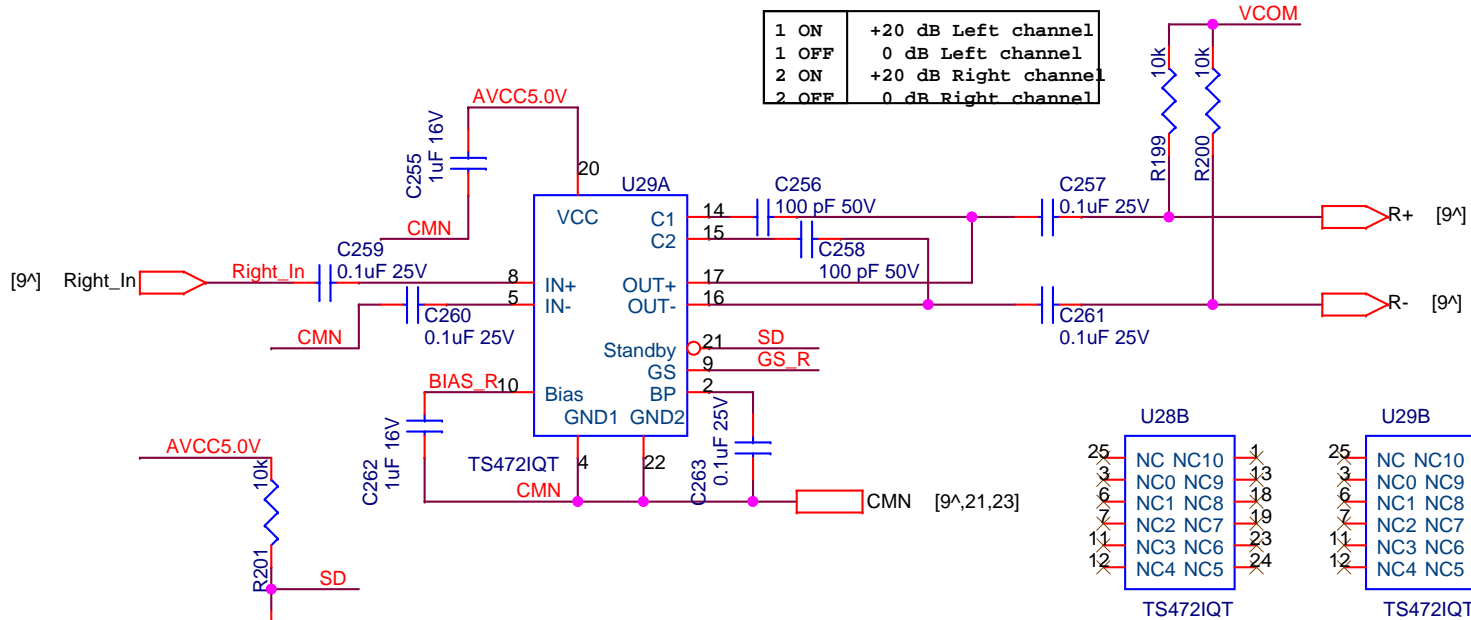 1 ON +20 dB Left channel
1 OFF 0 dB Left channel
2 ON +20 dB Right channel
2 OFF 0 dB Right channel
VCOM
10k
10k
R199
R200
AVCC5.0V
C255
1uF 16V
CMN
20
U29A
VCC
C1
C2
14
15
C256
100 pF 50V
C258
100 pF 50V
C257
0.1uF 25V
R+ [9^]
[9^] Right_In
Right_In
C259
0.1uF 25V
8
IN+
5
IN-
C260
0.1uF 25V
CMN
OUT+
17
OUT-
16
C261
0.1uF 25V
R- [9^]
Standby
21
SD
GS
9
GS_R
BP
2
BIAS_R
10
Bias
GND1 GND2
C262
1uF 16V
TS472IQT
4
22
C263
0.1uF 25V
CMN
CMN [9^,21,23]
AVCC5.0V
10k
R201
SD
U28B
25 NC NC10 1
3 NC0 NC9 13
6 NC1 NC8 18
7 NC2 NC7 19
11 NC3 NC6 23
12 NC4 NC5 24
TS472IQT
U29B
25 NC NC10
3 NC0 NC9
6 NC1 NC8
7 NC2 NC7
11 NC3 NC6
12 NC4 NC5
TS472IQT